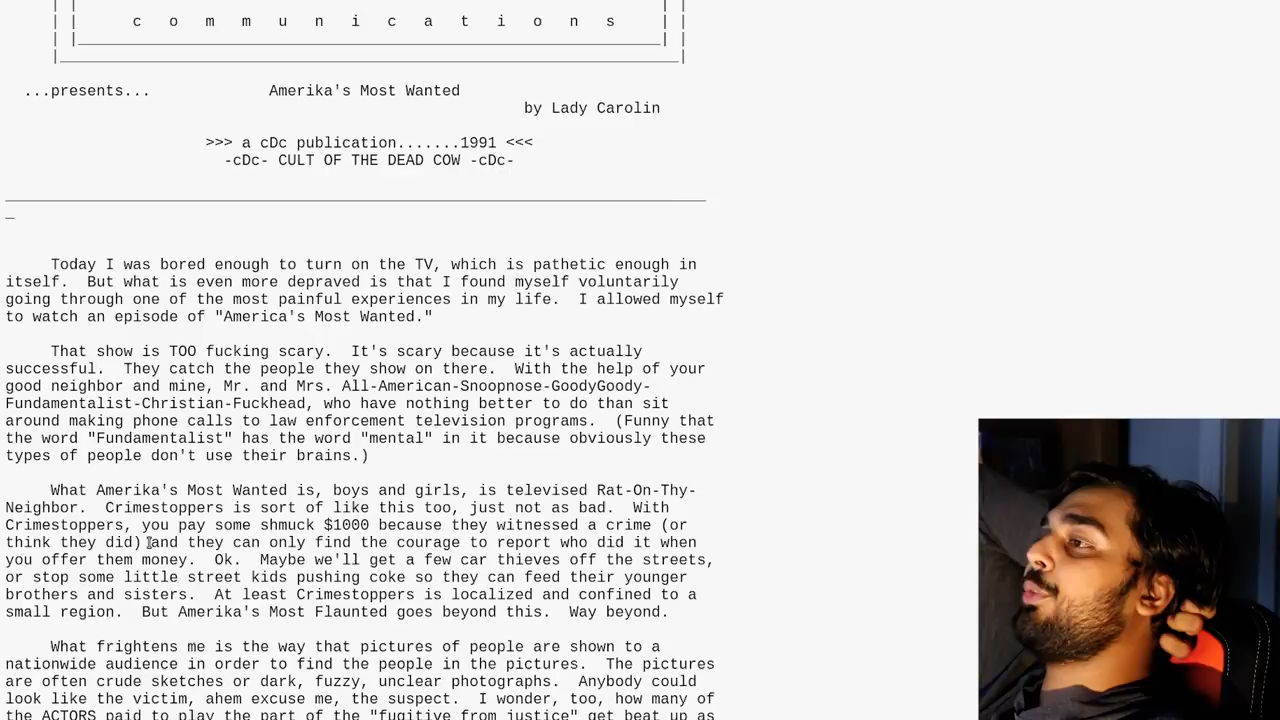 c o m m u n i c a t i o n s
...presents... Amerika's Most Wanted
by Lady Carolin
>>> a cDc publication.......1991 <<<
-cDc- CULT OF THE DEAD COW -cDc-
Today I was bored enough to turn on the TV, which is pathetic enough in
itself. But what is even more depraved is that I found myself voluntarily
going through one of the most painful experiences in my life. I allowed myself
to watch an episode of "America's Most Wanted."
That show is TOO fucking scary. It's scary because it's actually
successful. They catch the people they show on there. With the help of your
good neighbor and mine, Mr. and Mrs. All-American-Snoopnose-GoodyGoody-
Fundamentalist-Christian-Fuckhead, who have nothing better to do than sit
around making phone calls to law enforcement television programs. (Funny that
the word "Fundamentalist" has the word "mental" in it because obviously these
types of people don't use their brains.)
What Amerika's Most Wanted is, boys and girls, is televised Rat-On-Thy-
Neighbor. Crimestoppers is sort of like this too, just not as bad. With
Crimestoppers, you pay some shmuck $1000 because they witnessed a crime (or
think they did) and they can only find the courage to report who did it when
you offer them money. Ok. Maybe we'll get a few car thieves off the streets,
or stop some little street kids pushing coke so they can feed their younger
brothers and sisters. At least Crimestoppers is localized and confined to a
small region. But Amerika's Most Flaunted goes beyond this. Way beyond.
What frightens me is the way that pictures of people are shown to a
nationwide audience in order to find the people in the pictures. The pictures
are often crude sketches or dark, fuzzy, unclear photographs. Anybody could
look like the victim, ahem excuse me, the suspect. I wonder, too, how many of
the ACTORS paid to play the part of the "fugitive from justice" get beat up as